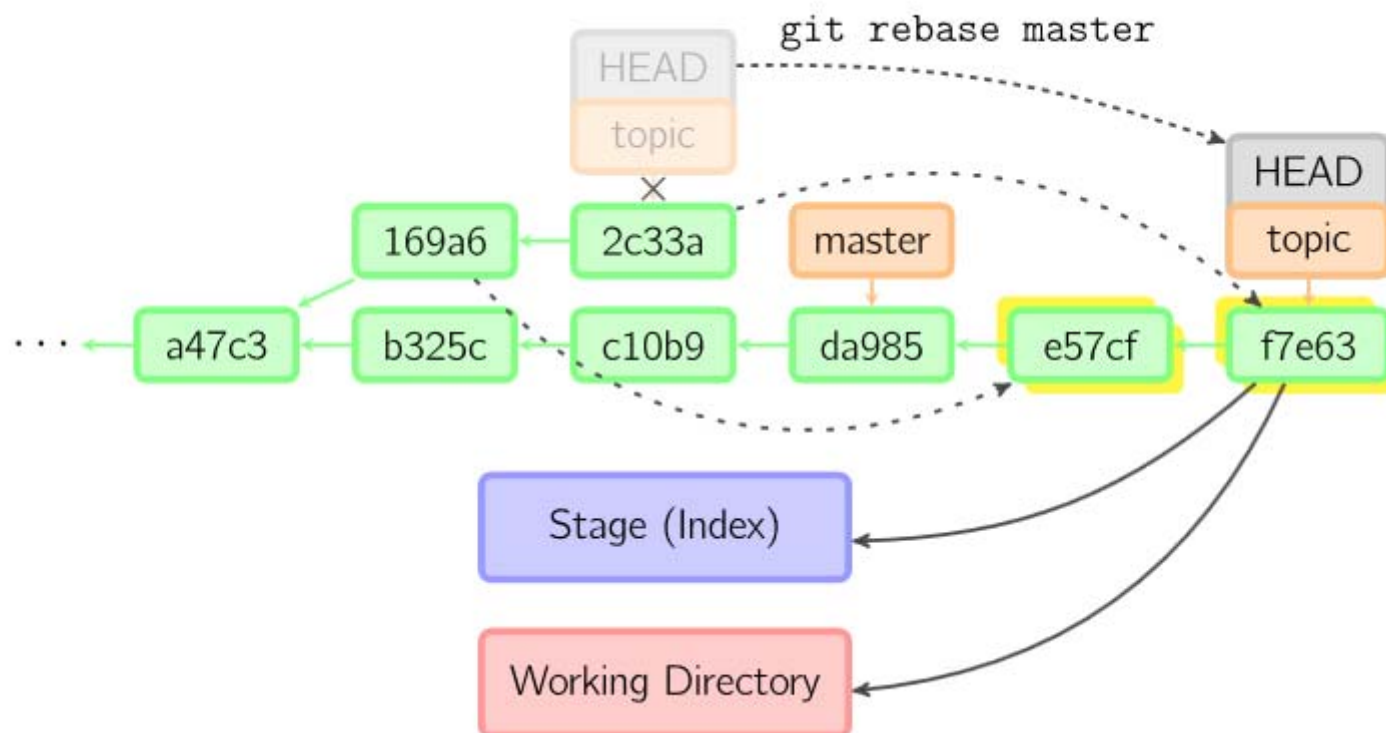 git rebase master
HEAD
topic
HEAD
169a6
2c33a
master
topic
...
a47c3
b325c
c10b9
da985
e57cf
f7e63
Stage (Index)
Working Directory